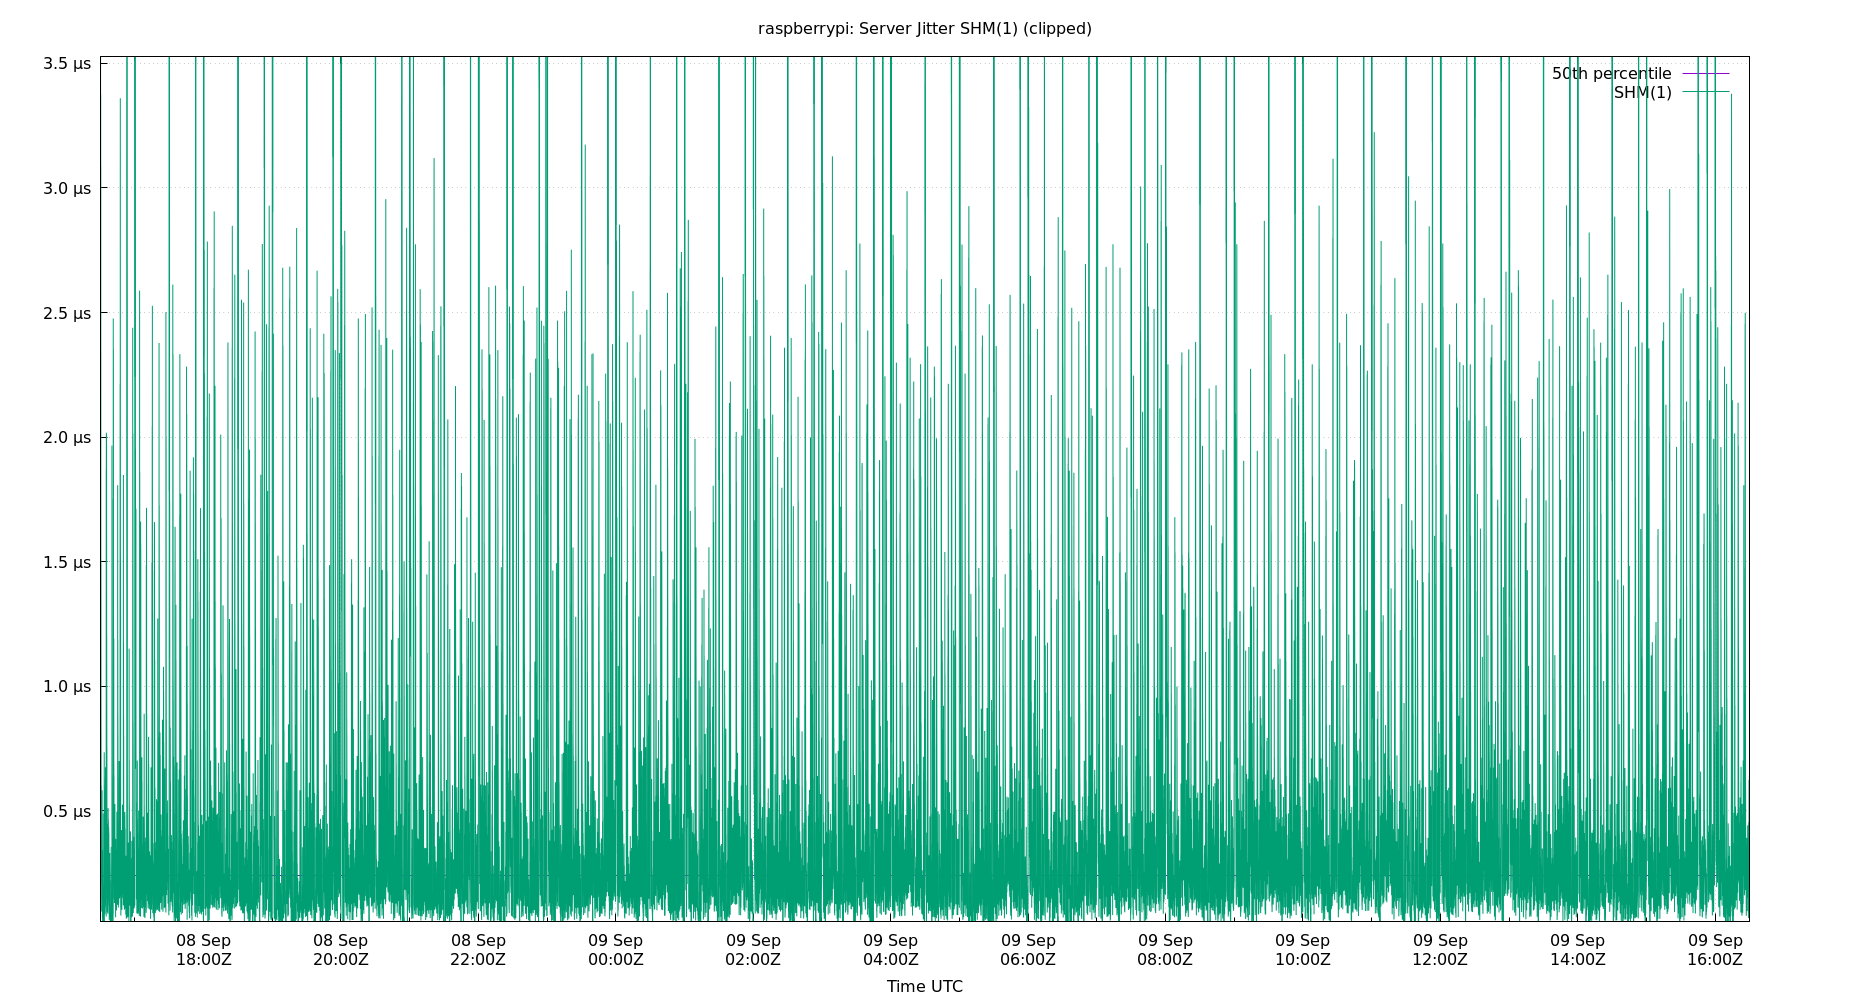 raspberrypi: Server Jitter SHM(1) (clipped)
3.5 µs
3.0 µs
2.5 µs
2.0 µs
1.5 µs
1.0 µs
0.5 µs
50th percentile
SHM(1)
08 Sep 08 Sep 08 Sep 09 Sep 09 Sep 09 Sep 09 Sep 09 Sep 09 Sep 09 Sep 09 Sep 09 Sep
18:00Z 20:00Z 22:00Z 00:00Z 02:00Z 04:00Z 06:00Z 08:00Z 10:00Z 12:00Z 14:00Z 16:00Z
Time UTC